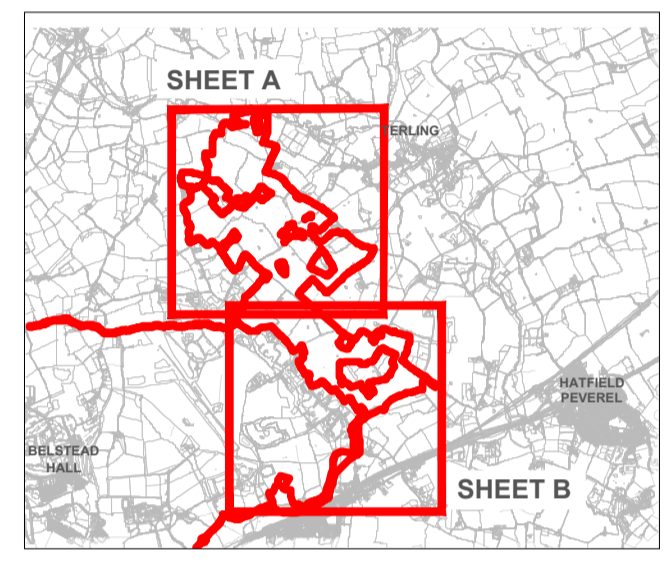 SHEET A
TERLING
HATFIELD
PEVEREL
BELSTEAD
HALL
SHEET B